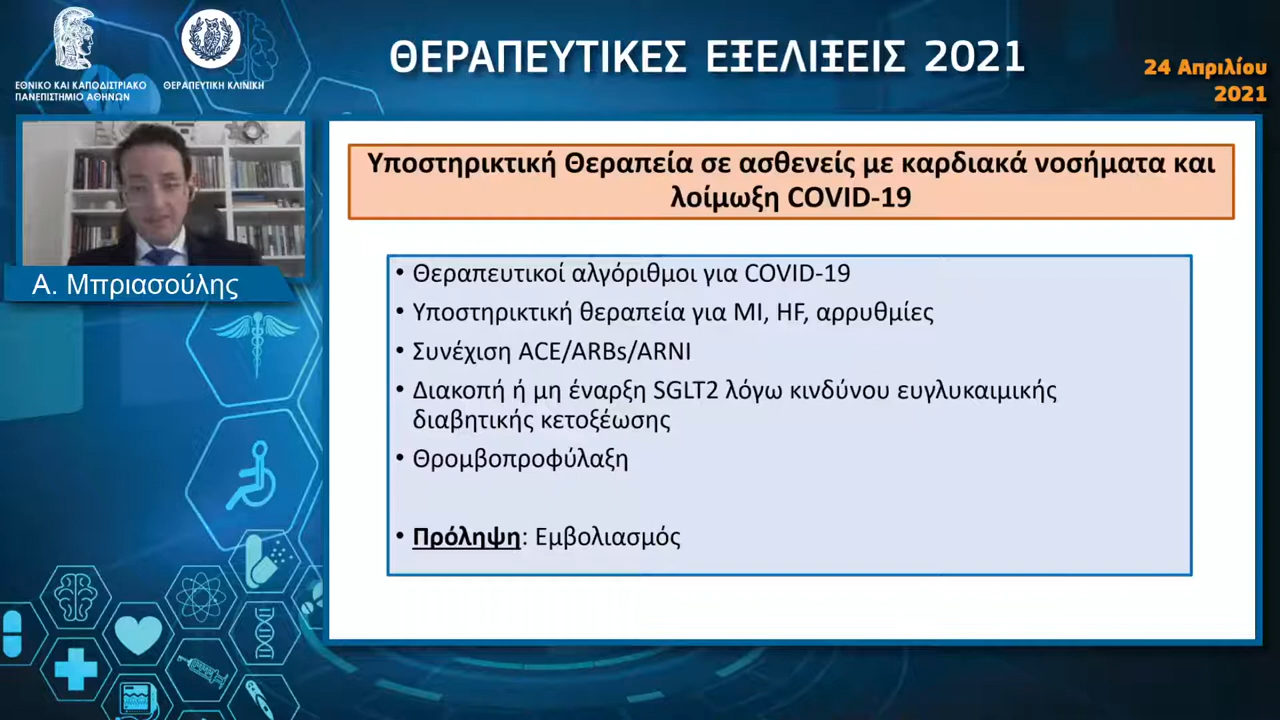 ΕΘΝΙΚΟ ΚΑΙ ΚΑΠΟΔΙΣΤΡΙΑΚΟ
ΠΑΝΕΠΙΣΤΗΜΙΟ ΑΘΗΝΩΝ
ΘΕΡΑΠΕΥΤΙΚΗ ΚΛΙΝΙΚΗ
ΘΕΡΑΠΕΥΤΙΚΕΣ ΕΞΕΛΙΞΕΙΣ 2021
24 Απριλίου
2021
Α. Μπριασούλης
Υποστηρικτική Θεραπεία σε ασθενείς με καρδιακά νοσήματα και
λοίμωξη COVID-19
• Θεραπευτικοί αλγόριθμοι για COVID-19
• Υποστηρικτική θεραπεία για MI, HF, αρρυθμίες
• Συνέχιση ACE/ARBs/ARNI
• Διακοπή ή μη έναρξη SGLT2 λόγω κινδύνου ευγλυκαιμικής
διαβητικής κετοξέωσης
• Θρομβοπροφύλαξη
• Πρόληψη: Εμβολιασμός